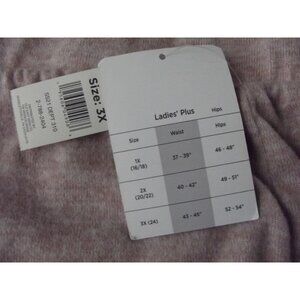 Size: 3X
Ladies' Plus
Size Waist Hips
Hips
1X 37 - 39" 46 - 48"
(16/18)
2X 40 - 42" 49 - 51"
(20/22)
3X (24) 43 - 45" 52 - 54"